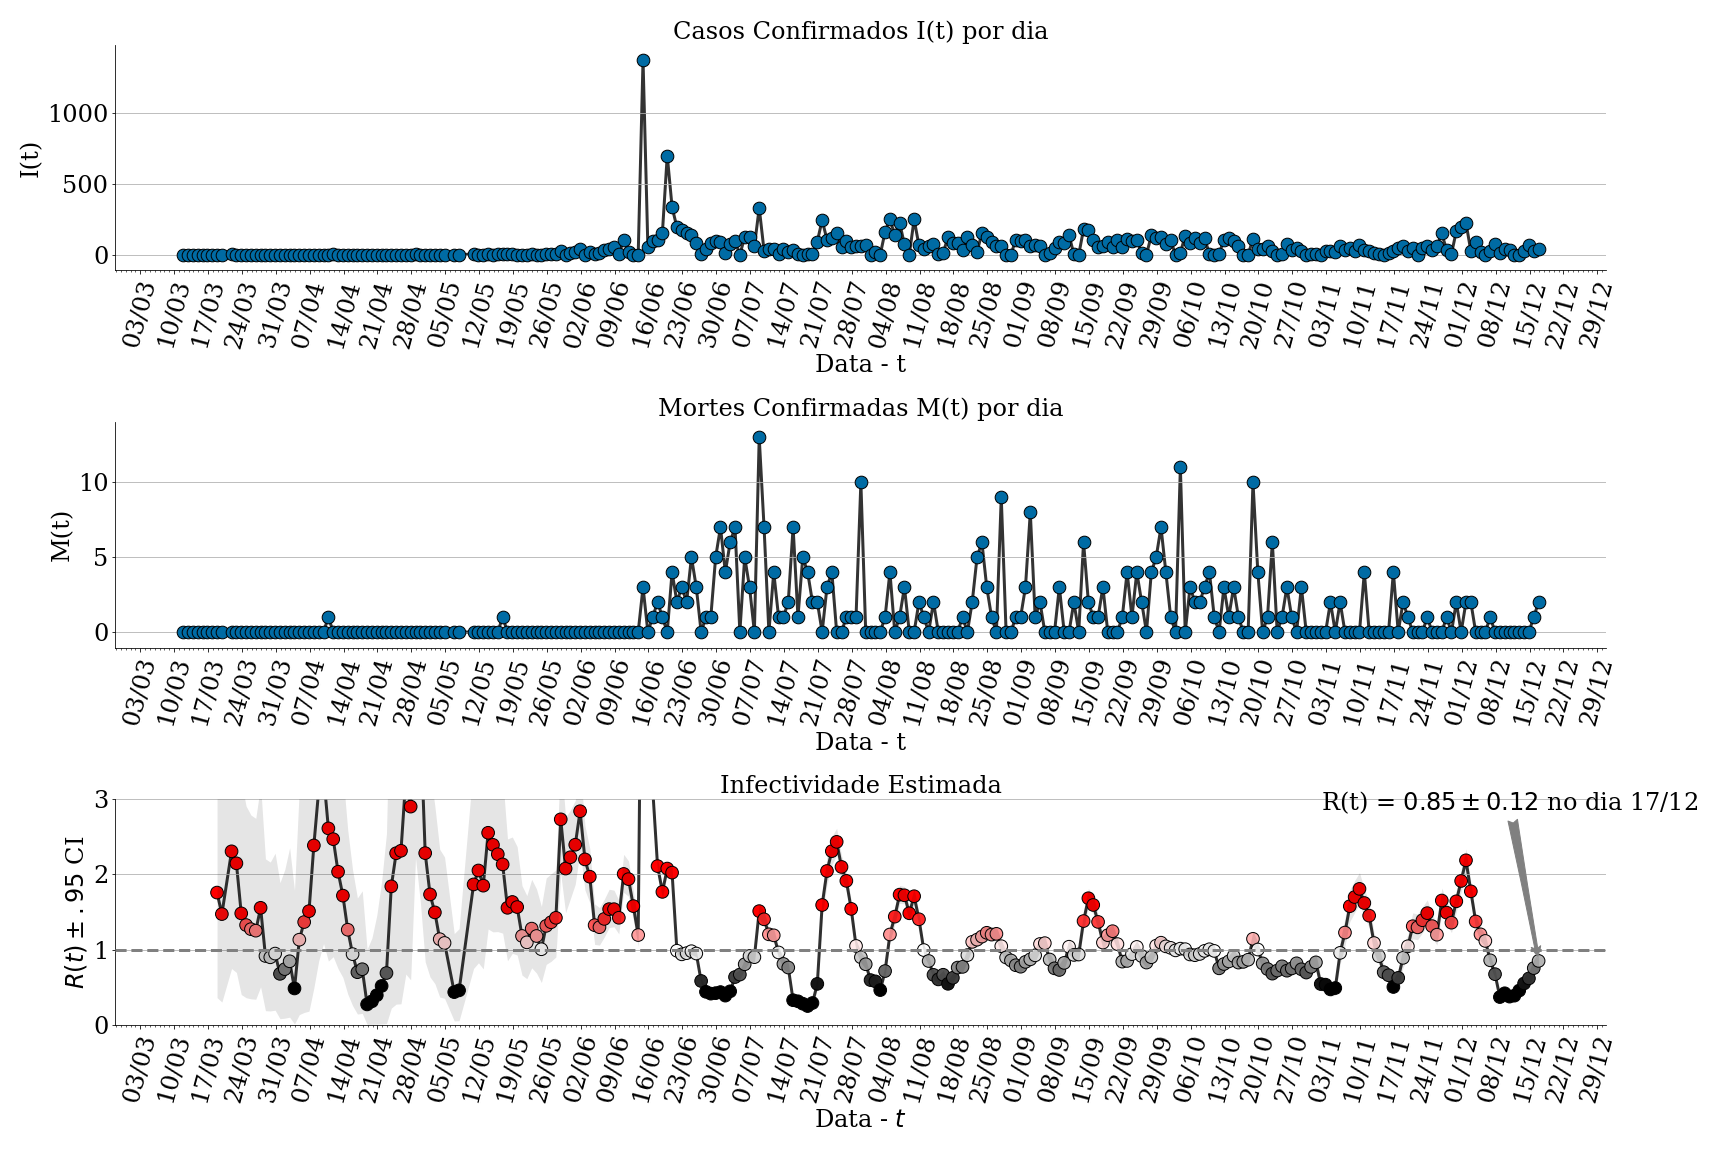 Casos Confirmados I(t) por dia
I(t)
1000
500
0
03/03 10/03 17/03 24/03 31/03 07/04 14/04 21/04 28/04 05/05 12/05 19/05 26/05 02/06 09/06 16/06 23/06 30/06 07/07 14/07 21/07 28/07 04/08 11/08 18/08 25/08 01/09 08/09 15/09 22/09 29/09 06/10 13/10 20/10 27/10 03/11 10/11 17/11 24/11 01/12 08/12 15/12 22/12 29/12
Data - t
Mortes Confirmadas M(t) por dia
M(t)
10
5
0
03/03 10/03 17/03 24/03 31/03 07/04 14/04 21/04 28/04 05/05 12/05 19/05 26/05 02/06 09/06 16/06 23/06 30/06 07/07 14/07 21/07 28/07 04/08 11/08 18/08 25/08 01/09 08/09 15/09 22/09 29/09 06/10 13/10 20/10 27/10 03/11 10/11 17/11 24/11 01/12 08/12 15/12 22/12 29/12
Data - t
Infectividade Estimada
R(t) = 0.85 ± 0.12 no dia 17/12
R(t) ± .95 CI
3
2
1
0
03/03 10/03 17/03 24/03 31/03 07/04 14/04 21/04 28/04 05/05 12/05 19/05 26/05 02/06 09/06 16/06 23/06 30/06 07/07 14/07 21/07 28/07 04/08 11/08 18/08 25/08 01/09 08/09 15/09 22/09 29/09 06/10 13/10 20/10 27/10 03/11 10/11 17/11 24/11 01/12 08/12 15/12 22/12 29/12
Data - t